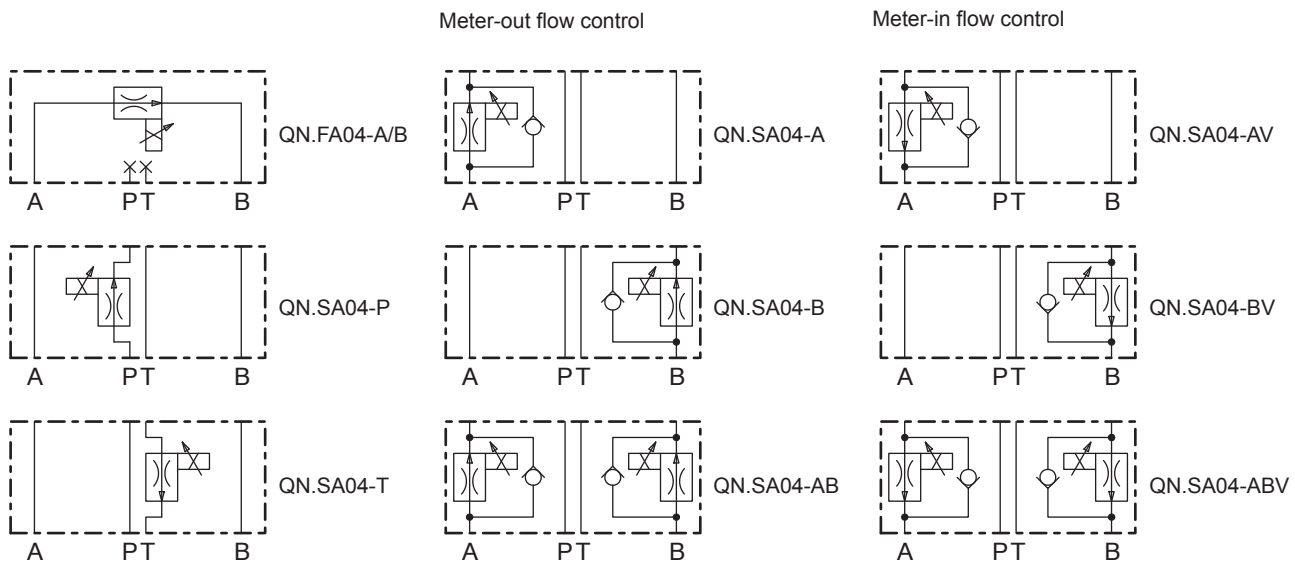 Meter-out flow control
Meter-in flow control
QN.FA04-A/B
A PT B
QN.SA04-A
A PT B
QN.SA04-AV
A PT B
QN.SA04-P
A PT B
QN.SA04-B
A PT B
QN.SA04-BV
A PT B
QN.SA04-T
A PT B
QN.SA04-AB
A PT B
QN.SA04-ABV
A PT B